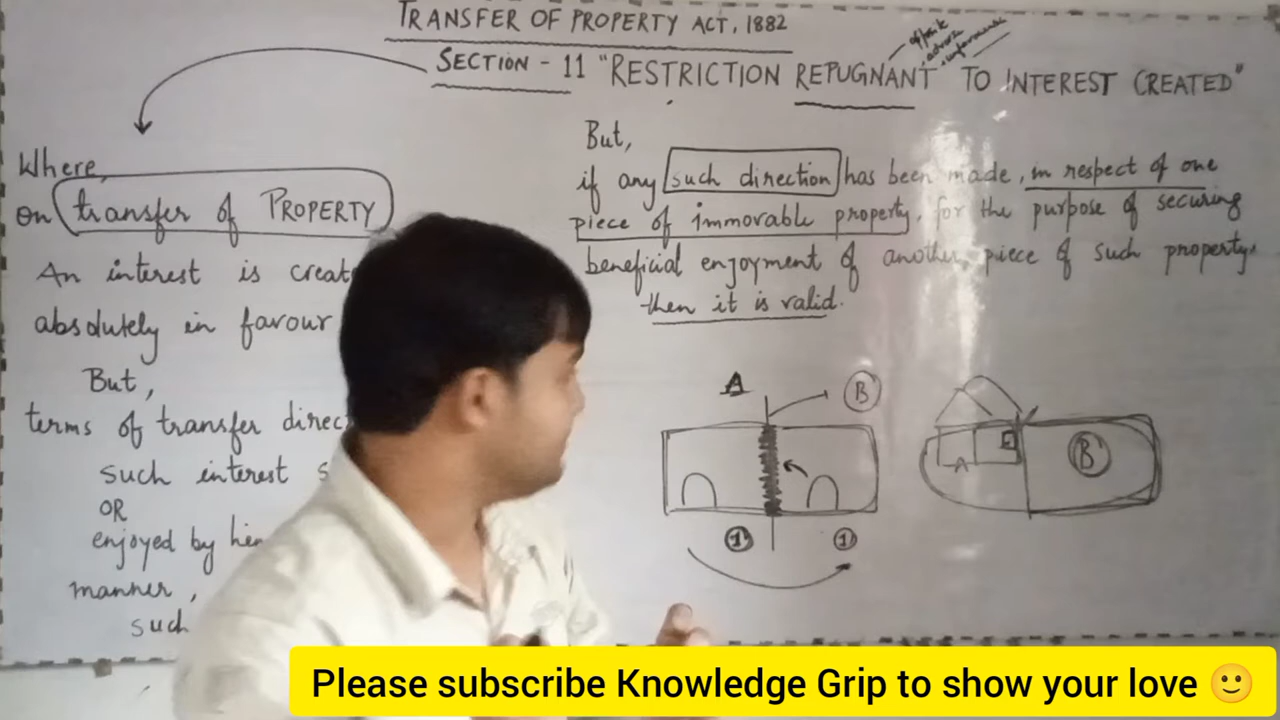 TRANSFER OF PROPERTY ACT, 1882
SECTION - 11 "RESTRICTION REPUGNANT TO INTEREST CREATED"
Where,
on transfer of PROPERTY
An interest is creat
absolutely in favour
But,
terms of transfer direc
such interest s
OR
enjoyed by hi
manner,
such
But,
if any such direction has been made, in respect of one
piece of immovable property, for the purpose of securing
beneficial enjoyment of another piece of such property,
then it is valid.
A
B
1
1
A
B
Please subscribe Knowledge Grip to show your love 🙂